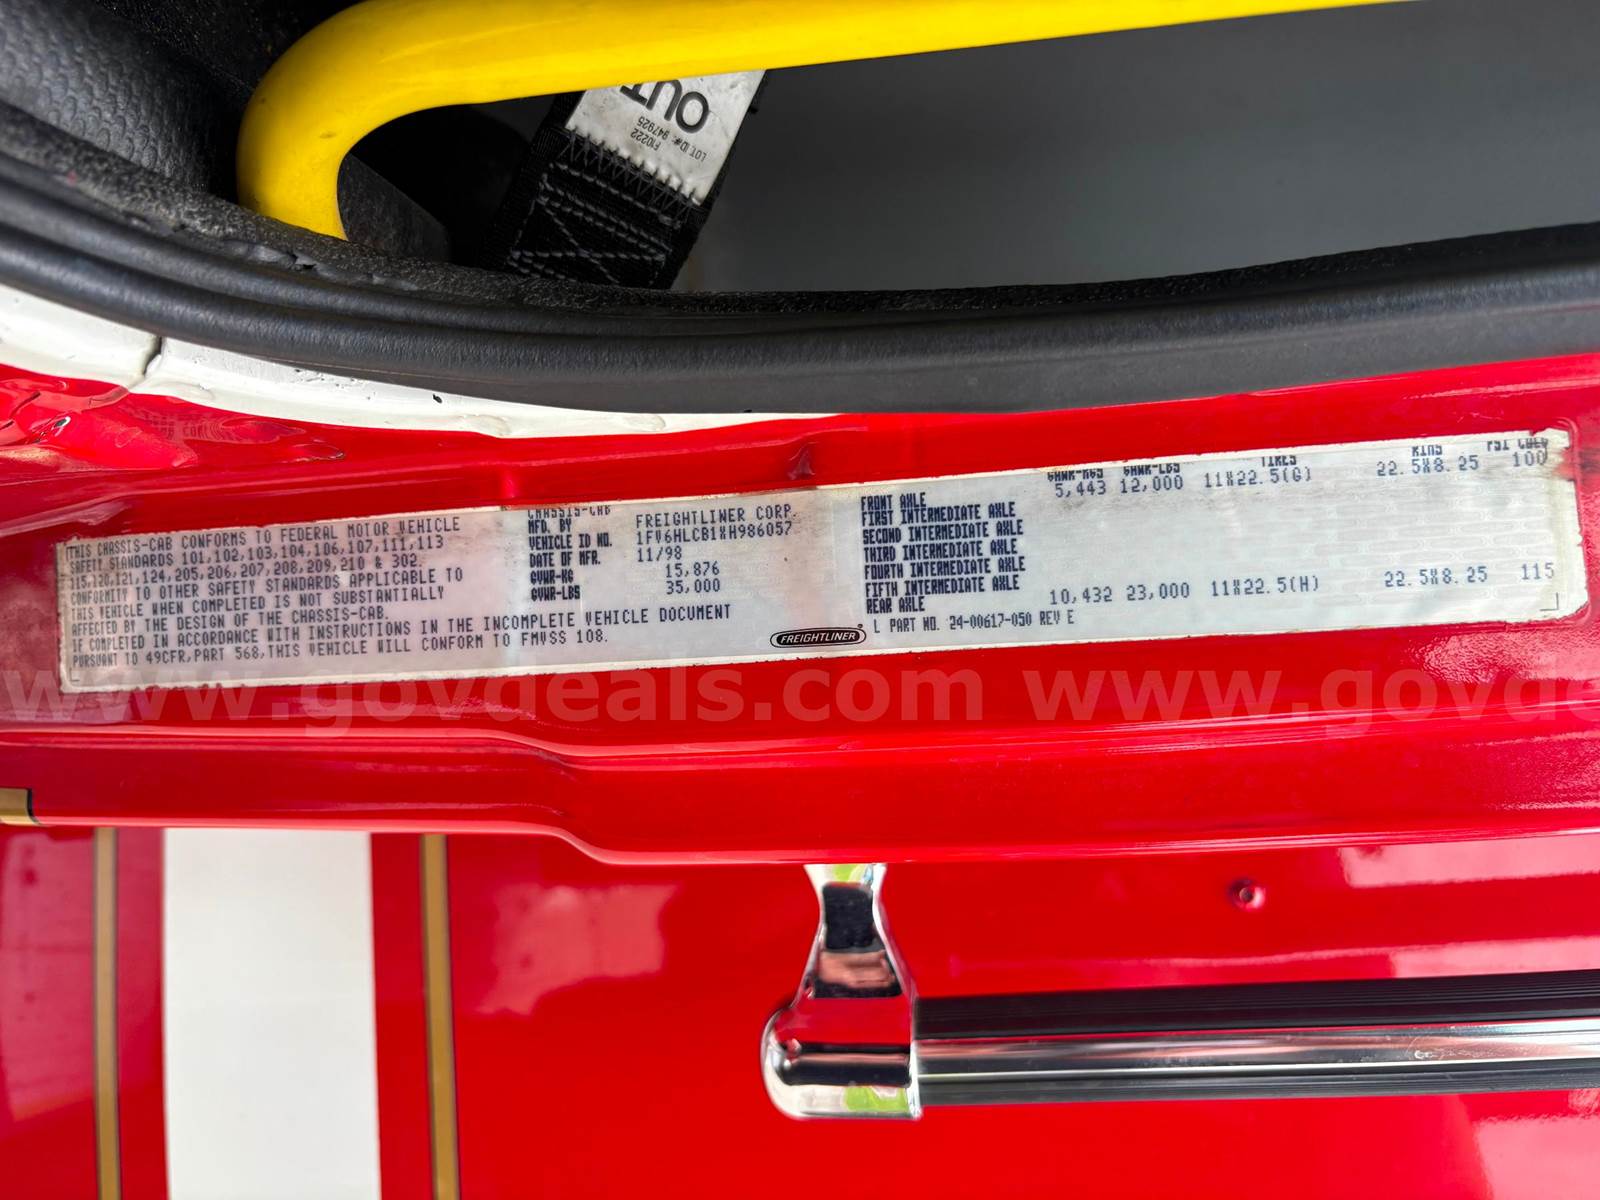 OUT
F10222
LOT. ID#: 947925
THIS CHASSIS-CAB CONFORMS TO FEDERAL MOTOR VEHICLE
SAFETY STANDARDS 101,102,103,104,106,107,111,113
115,120,121,124,205,206,207,208,209,210 & 302.
CONFORMITY TO OTHER SAFETY STANDARDS APPLICABLE TO
THIS VEHICLE WHEN COMPLETED IS NOT SUBSTANTIALLY
AFFECTED BY THE DESIGN OF THE CHASSIS-CAB.
IF COMPLETED IN ACCORDANCE WITH INSTRUCTIONS IN THE INCOMPLETE VEHICLE DOCUMENT
PURSUANT TO 49CFR,PART 568,THIS VEHICLE WILL CONFORM TO FMVSS 108.
CHASSIS-CAB
MFD. BY FREIGHTLINER CORP.
VEHICLE ID NO. 1FV6HLCB1XH986057
DATE OF MFR. 11/98
GVWR-KG 15,876
GVWR-LBS 35,000
FREIGHTLINER
GAWR-KGS GAWR-LBS TIRES RIMS PSI COLD
FRONT AXLE 5,443 12,000 11X22.5(G) 22.5X8.25 100
FIRST INTERMEDIATE AXLE
SECOND INTERMEDIATE AXLE
THIRD INTERMEDIATE AXLE
FOURTH INTERMEDIATE AXLE
FIFTH INTERMEDIATE AXLE
REAR AXLE 10,432 23,000 11X22.5(H) 22.5X8.25 115
L PART NO. 24-00617-050 REV E
www.govdeals.com www.govde